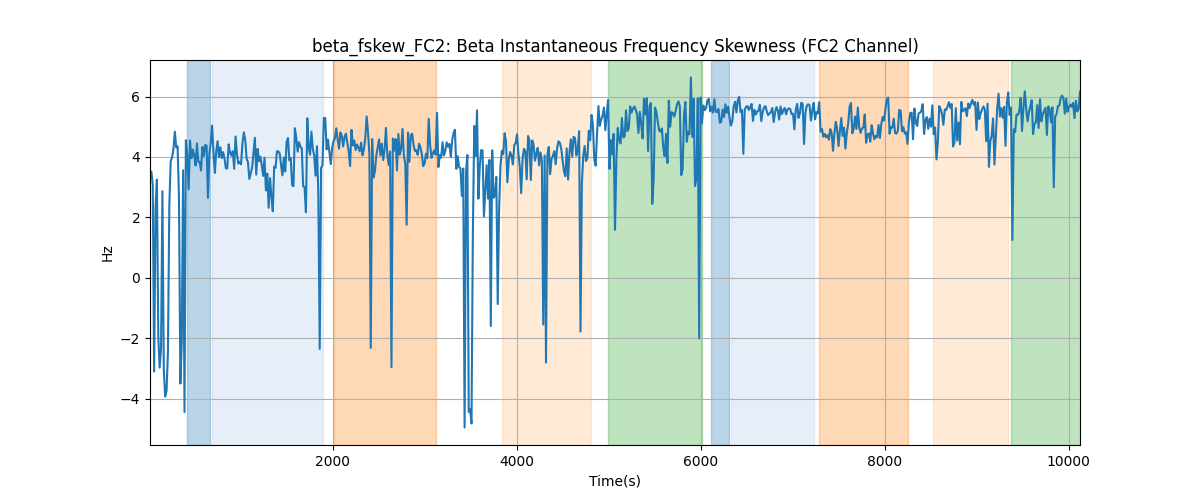 beta_fskew_FC2: Beta Instantaneous Frequency Skewness (FC2 Channel)
6
4
2
0
−2
−4
Hz
2000 4000 6000 8000 10000
Time(s)